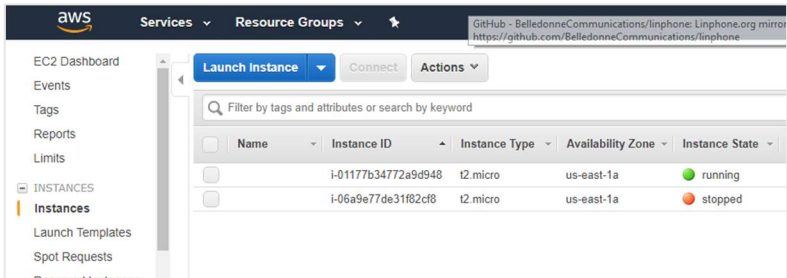 aws Services Resource Groups
GitHub - BelledonneCommunications/linphone: Linphone.org mirror
https://github.com/BelledonneCommunications/linphone
EC2 Dashboard
Events
Tags
Reports
Limits
INSTANCES
Instances
Launch Templates
Spot Requests
Launch Instance Connect Actions
Filter by tags and attributes or search by keyword
Name Instance ID Instance Type Availability Zone Instance State
i-01177b34772a9d948 t2.micro us-east-1a running
i-06a9e77de31f82cf8 t2.micro us-east-1a stopped